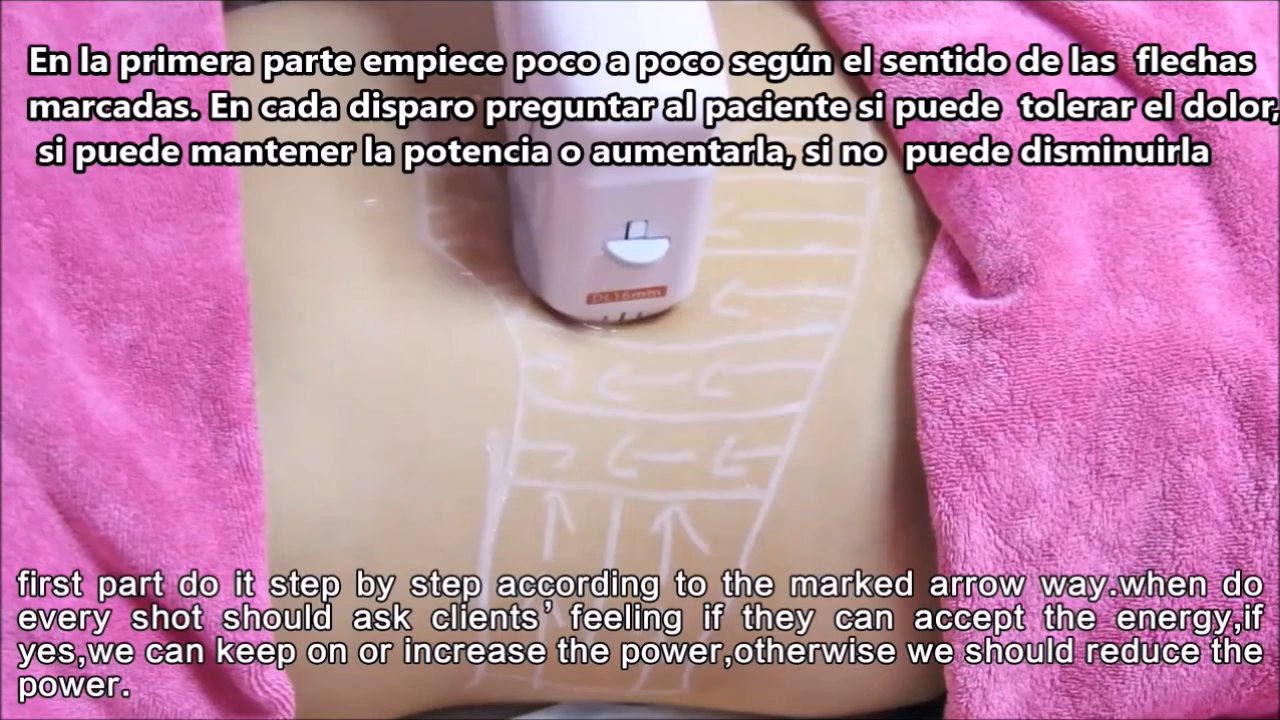 En la primera parte empiece poco a poco según el sentido de las flechas
marcadas. En cada disparo preguntar al paciente si puede tolerar el dolor,
si puede mantener la potencia o aumentarla, si no puede disminuirla
DL16mm
first part do it step by step according to the marked arrow way.when do
every shot should ask clients’ feeling if they can accept the energy,if
yes,we can keep on or increase the power,otherwise we should reduce the
power.